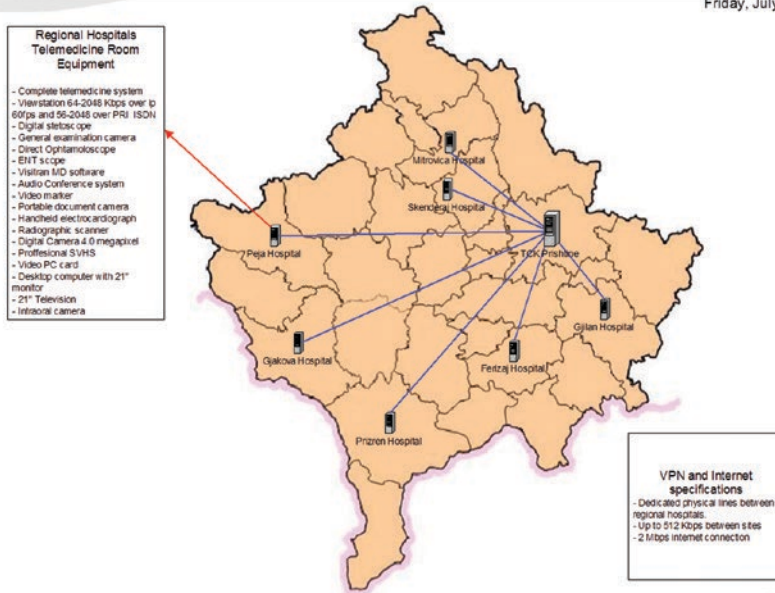 Friday, July
Regional Hospitals
Telemedicine Room
Equipment
- Complete telemedicine system
- Viewstation 64-2048 Kbps over ip
60fps and 56-2048 over PRI ISDN
- Digital stetoscope
- General examination camera
- Direct Ophtamoloscope
- ENT scope
- Visitran MD software
- Audio Conference system
- Video marker
- Portable document camera
- Handheld electrocardiograph
- Radiographic scanner
- Digital Camera 4.0 megapixel
- Proffesional SVHS
- Video PC card
- Desktop computer with 21"
monitor
- 21" Television
- Intraoral camera
Mitrovica Hospital
Skenderaj Hospital
Peja Hospital
TCK Prishtine
Gjilan Hospital
Gjakova Hospital
Ferizaj Hospital
Prizren Hospital
VPN and Internet
specifications
- Dedicated physical lines between
regional hospitals.
- Up to 512 Kbps between sites
- 2 Mbps internet connection